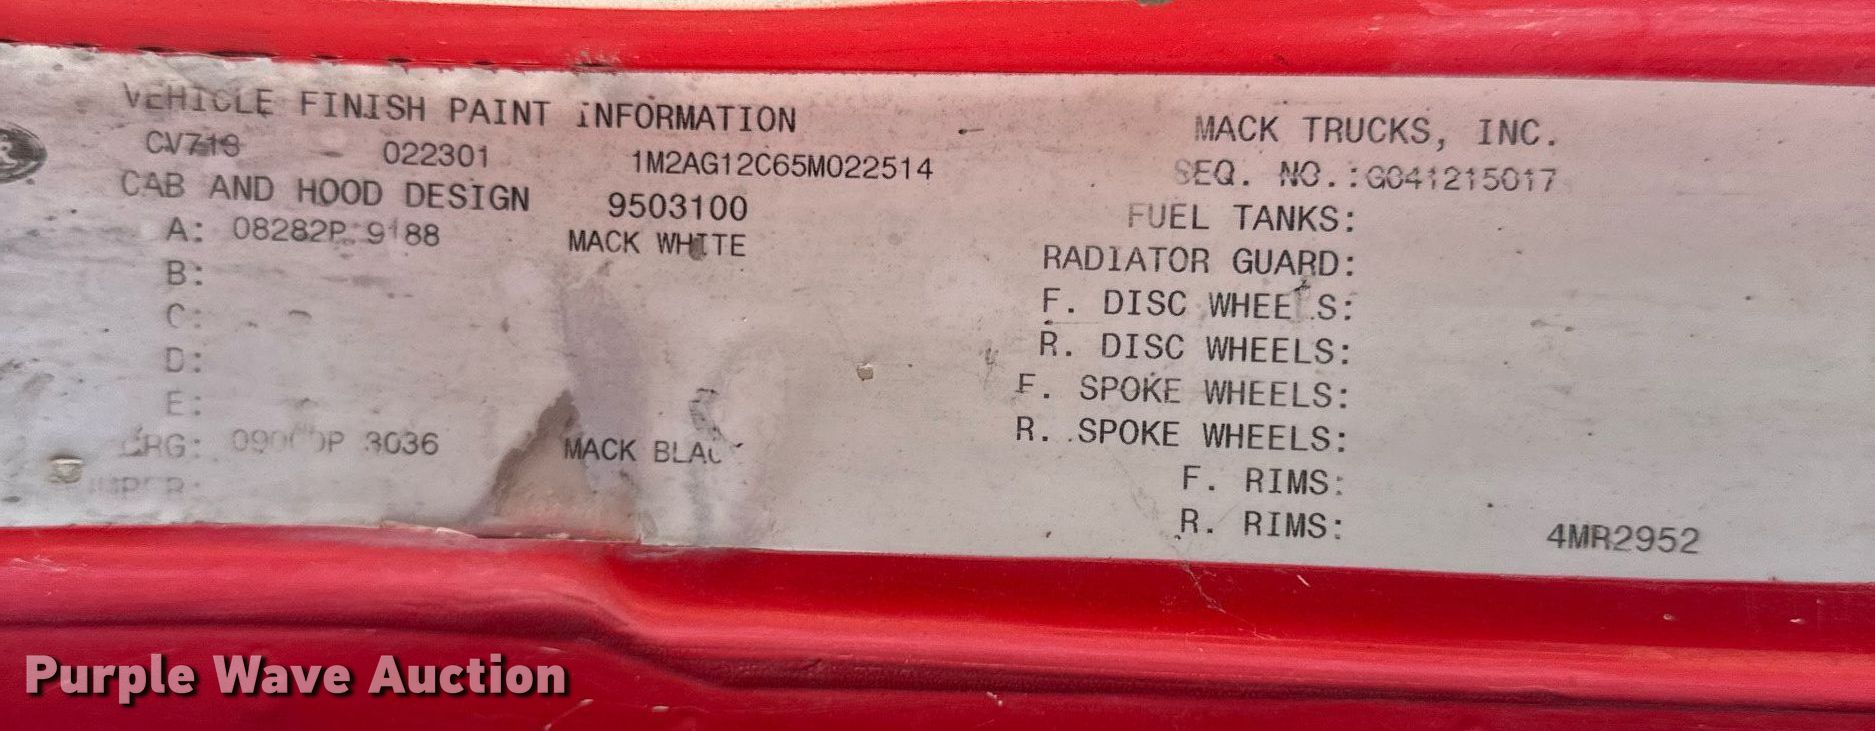 VEHICLE FINISH PAINT INFORMATION
CV713 - 022301 1M2AG12C65M022514
CAB AND HOOD DESIGN 9503100
A: 08282P 9188 MACK WHITE
B:
C:
D:
E:
3036 MACK
MACK TRUCKS, INC.
SEQ. NO.:G041215017
FUEL TANKS:
RADIATOR GUARD:
F. DISC WHEELS:
R. DISC WHEELS:
F. SPOKE WHEELS:
R. SPOKE WHEELS:
F. RIMS:
R. RIMS:
4MR2952
Purple Wave Auction